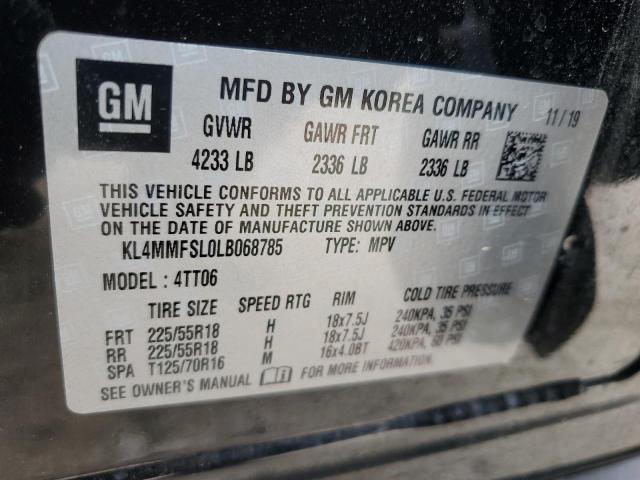 GM
MFD BY GM KOREA COMPANY 11/19
GVWR GAWR FRT GAWR RR
4233 LB 2336 LB 2336 LB
THIS VEHICLE CONFORMS TO ALL APPLICABLE U.S. FEDERAL MOTOR
VEHICLE SAFETY AND THEFT PREVENTION STANDARDS IN EFFECT
ON THE DATE OF MANUFACTURE SHOWN ABOVE.
KL4MMFSL0LB068785 TYPE: MPV
MODEL: 4TT06
TIRE SIZE SPEED RTG RIM COLD TIRE PRESSURE
FRT 225/55R18 H 18x7.5J 240KPA, 35 PSI
RR 225/55R18 H 18x7.5J 240KPA, 35 PSI
SPA T125/70R16 M 16x4.0BT 420KPA, 60 PSI
SEE OWNER'S MANUAL FOR MORE INFORMATION.